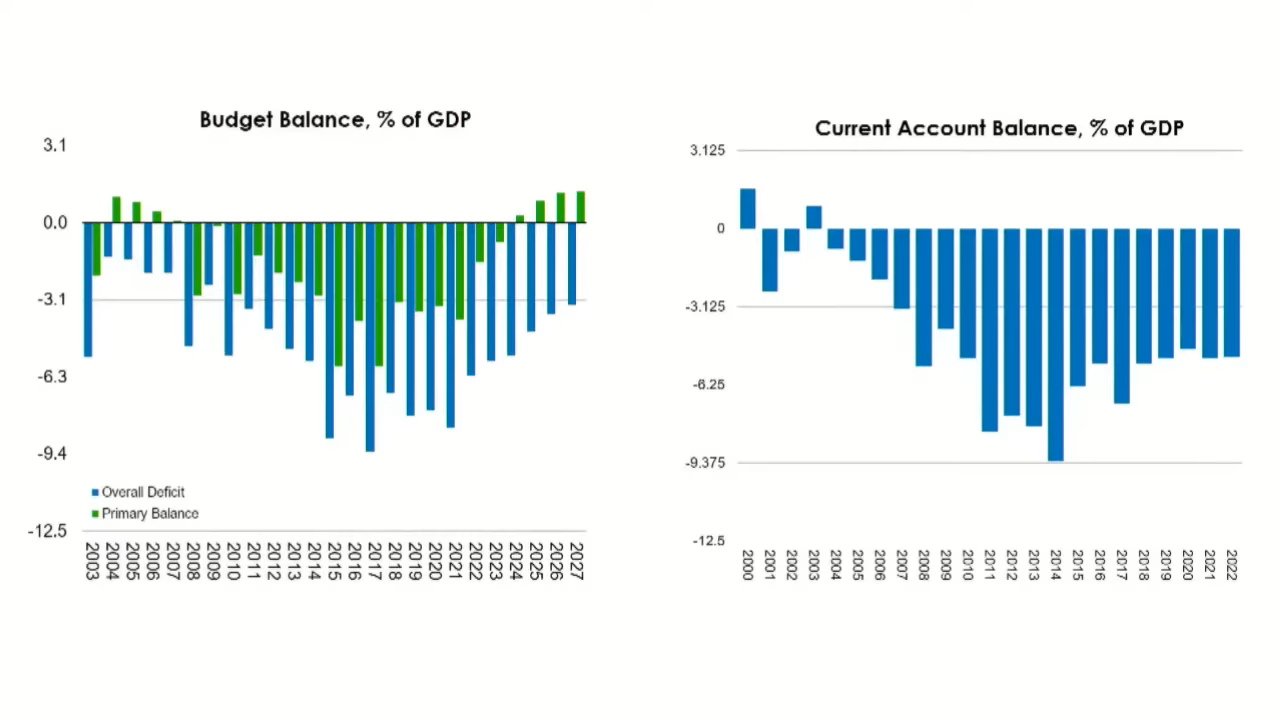 Budget Balance, % of GDP
3.1
0.0
-3.1
-6.3
-9.4
-12.5
Overall Deficit
Primary Balance
2003 2004 2005 2006 2007 2008 2009 2010 2011 2012 2013 2014 2015 2016 2017 2018 2019 2020 2021 2022 2023 2024 2025 2026 2027
Current Account Balance, % of GDP
3.125
0
-3.125
-6.25
-9.375
-12.5
2000 2001 2002 2003 2004 2005 2006 2007 2008 2009 2010 2011 2012 2013 2014 2015 2016 2017 2018 2019 2020 2021 2022